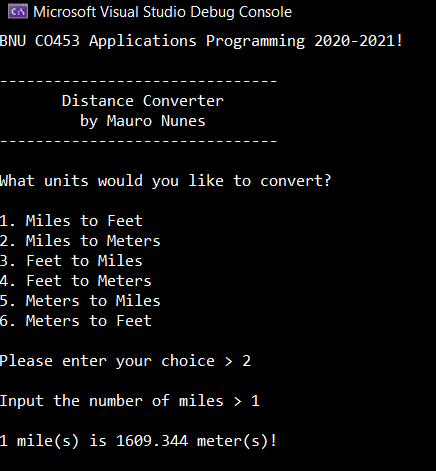 C:\ Microsoft Visual Studio Debug Console
BNU CO453 Applications Programming 2020-2021!
-------------------------------
Distance Converter
by Mauro Nunes
-------------------------------
What units would you like to convert?
1. Miles to Feet
2. Miles to Meters
3. Feet to Miles
4. Feet to Meters
5. Meters to Miles
6. Meters to Feet
Please enter your choice > 2
Input the number of miles > 1
1 mile(s) is 1609.344 meter(s)!